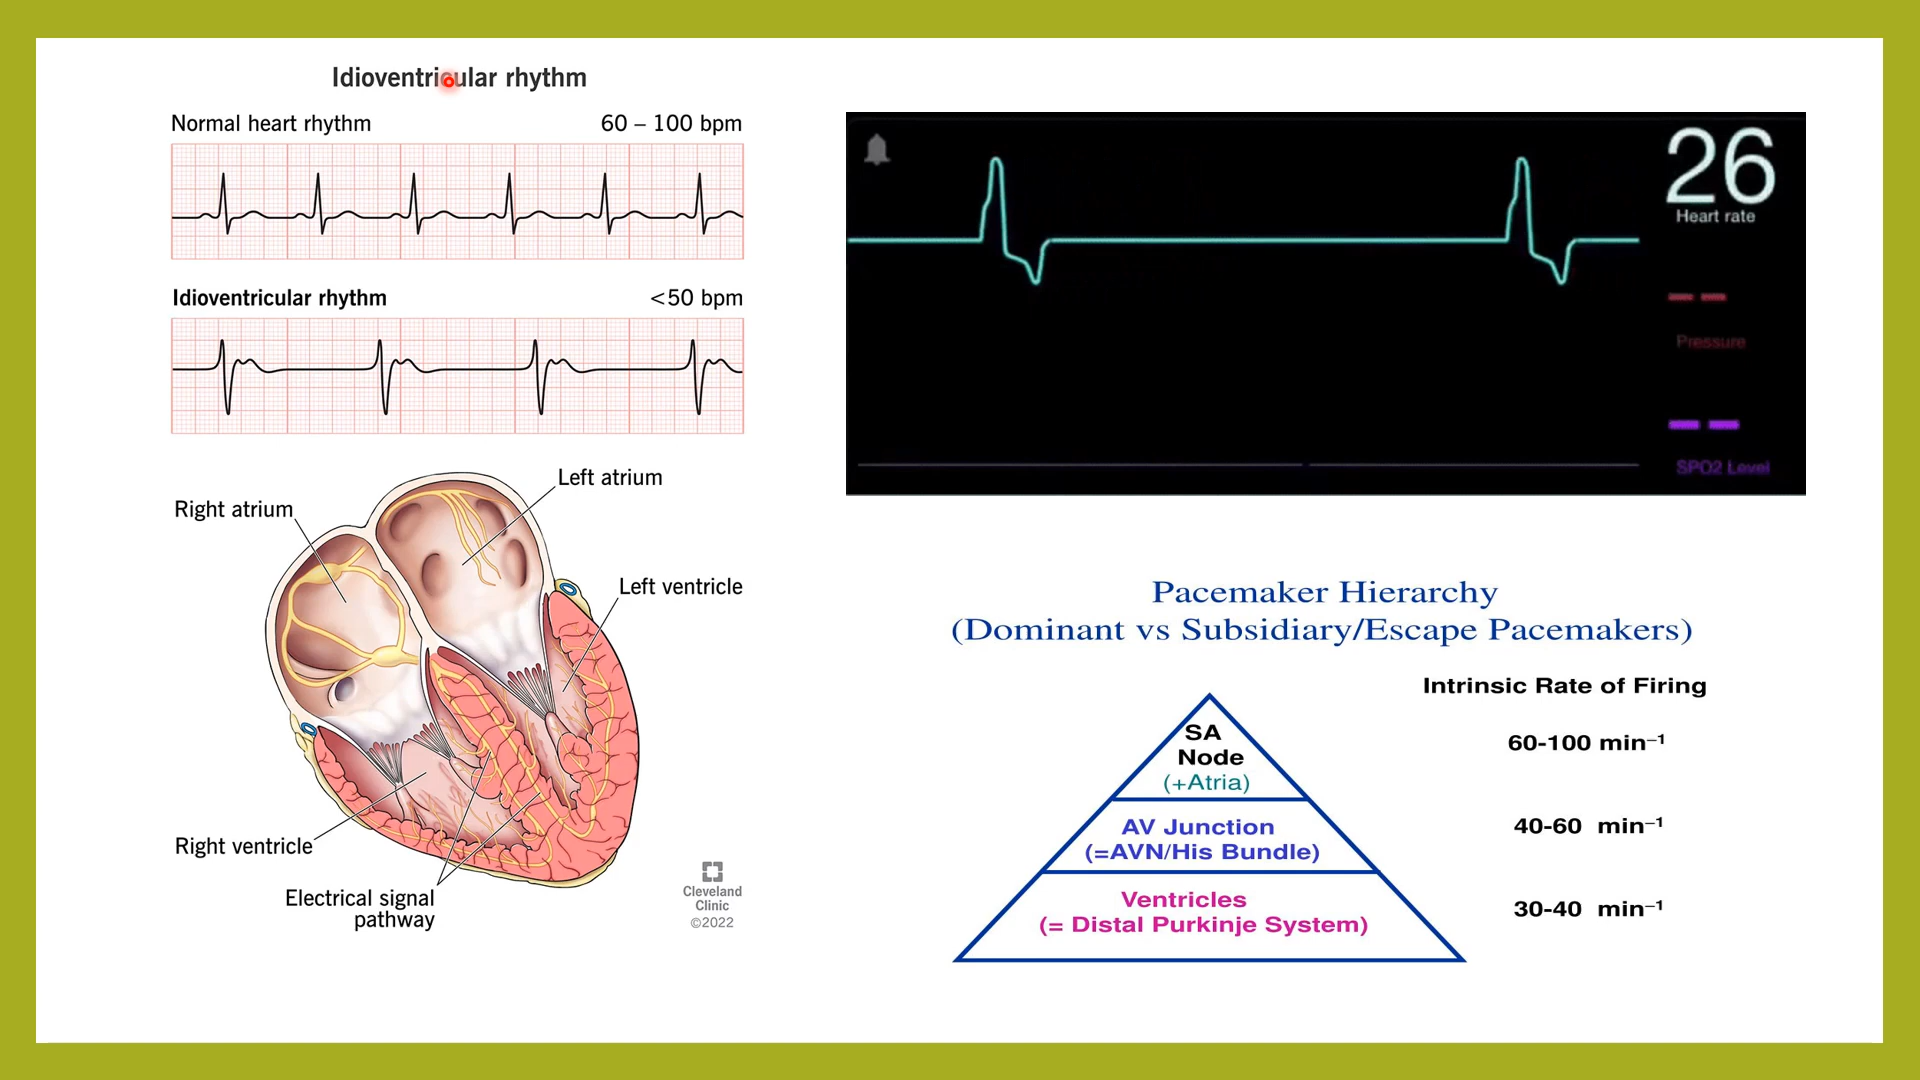 Idioventricular rhythm
Normal heart rhythm 60 – 100 bpm
Idioventricular rhythm <50 bpm
Left atrium
Right atrium
Left ventricle
Right ventricle
Electrical signal
pathway
Cleveland
Clinic
©2022
26
Heart rate
Pressure
SPO2 Level
Pacemaker Hierarchy
(Dominant vs Subsidiary/Escape Pacemakers)
Intrinsic Rate of Firing
SA
Node
(+Atria)
60-100 min⁻¹
AV Junction
(=AVN/His Bundle)
40-60 min⁻¹
Ventricles
(= Distal Purkinje System)
30-40 min⁻¹